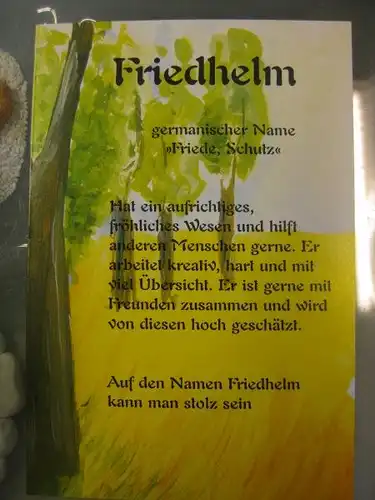 Friedhelm
germanischer Name
»Friede, Schutz«
Hat ein aufrichtiges,
fröhliches Wesen und hilft
anderen Menschen gerne. Er
arbeitet kreativ, hart und mit
viel Übersicht. Er ist gerne mit
Freunden zusammen und wird
von diesen hoch geschätzt.
Auf den Namen Friedhelm
kann man stolz sein